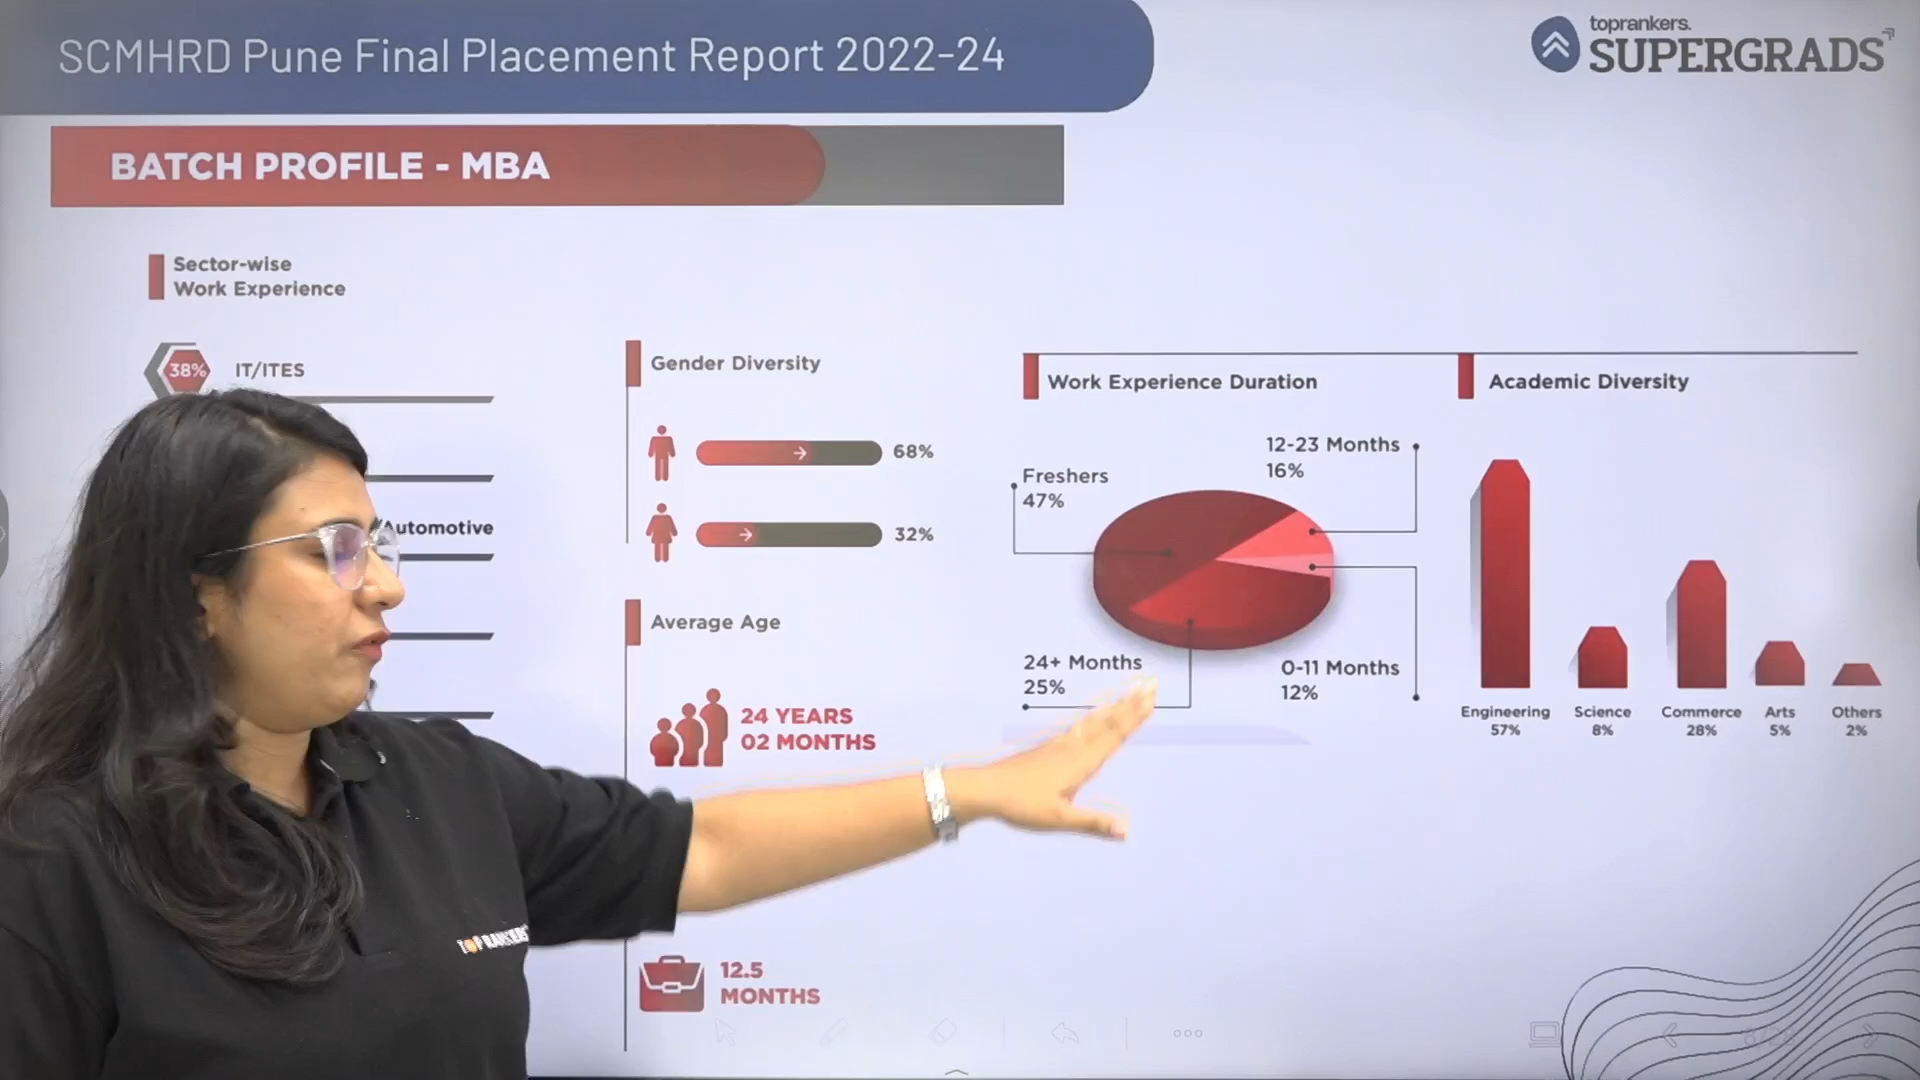 SCMHRD Pune Final Placement Report 2022-24
toprankers.
SUPERGRADS
BATCH PROFILE - MBA
Sector-wise
Work Experience
38%
IT/ITES
Automotive
Gender Diversity
68%
32%
Average Age
24 YEARS
02 MONTHS
12.5
MONTHS
Work Experience Duration
12-23 Months
16%
Freshers
47%
24+ Months
25%
0-11 Months
12%
Academic Diversity
Engineering
57%
Science
8%
Commerce
28%
Arts
5%
Others
2%